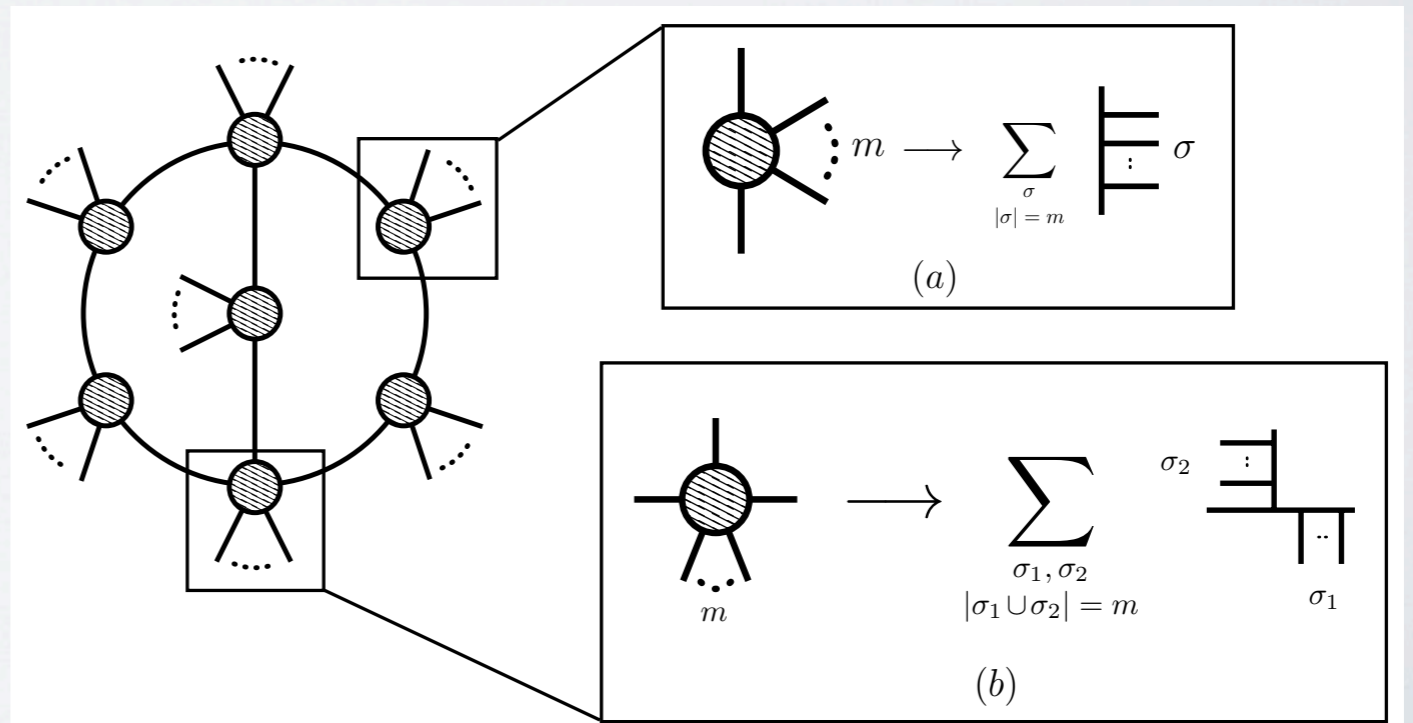 m ⟶ ∑ σ
σ
|σ| = m
(a)
σ₂
⟶ ∑
m
σ₁, σ₂
|σ₁ ∪ σ₂| = m
σ₁
(b)